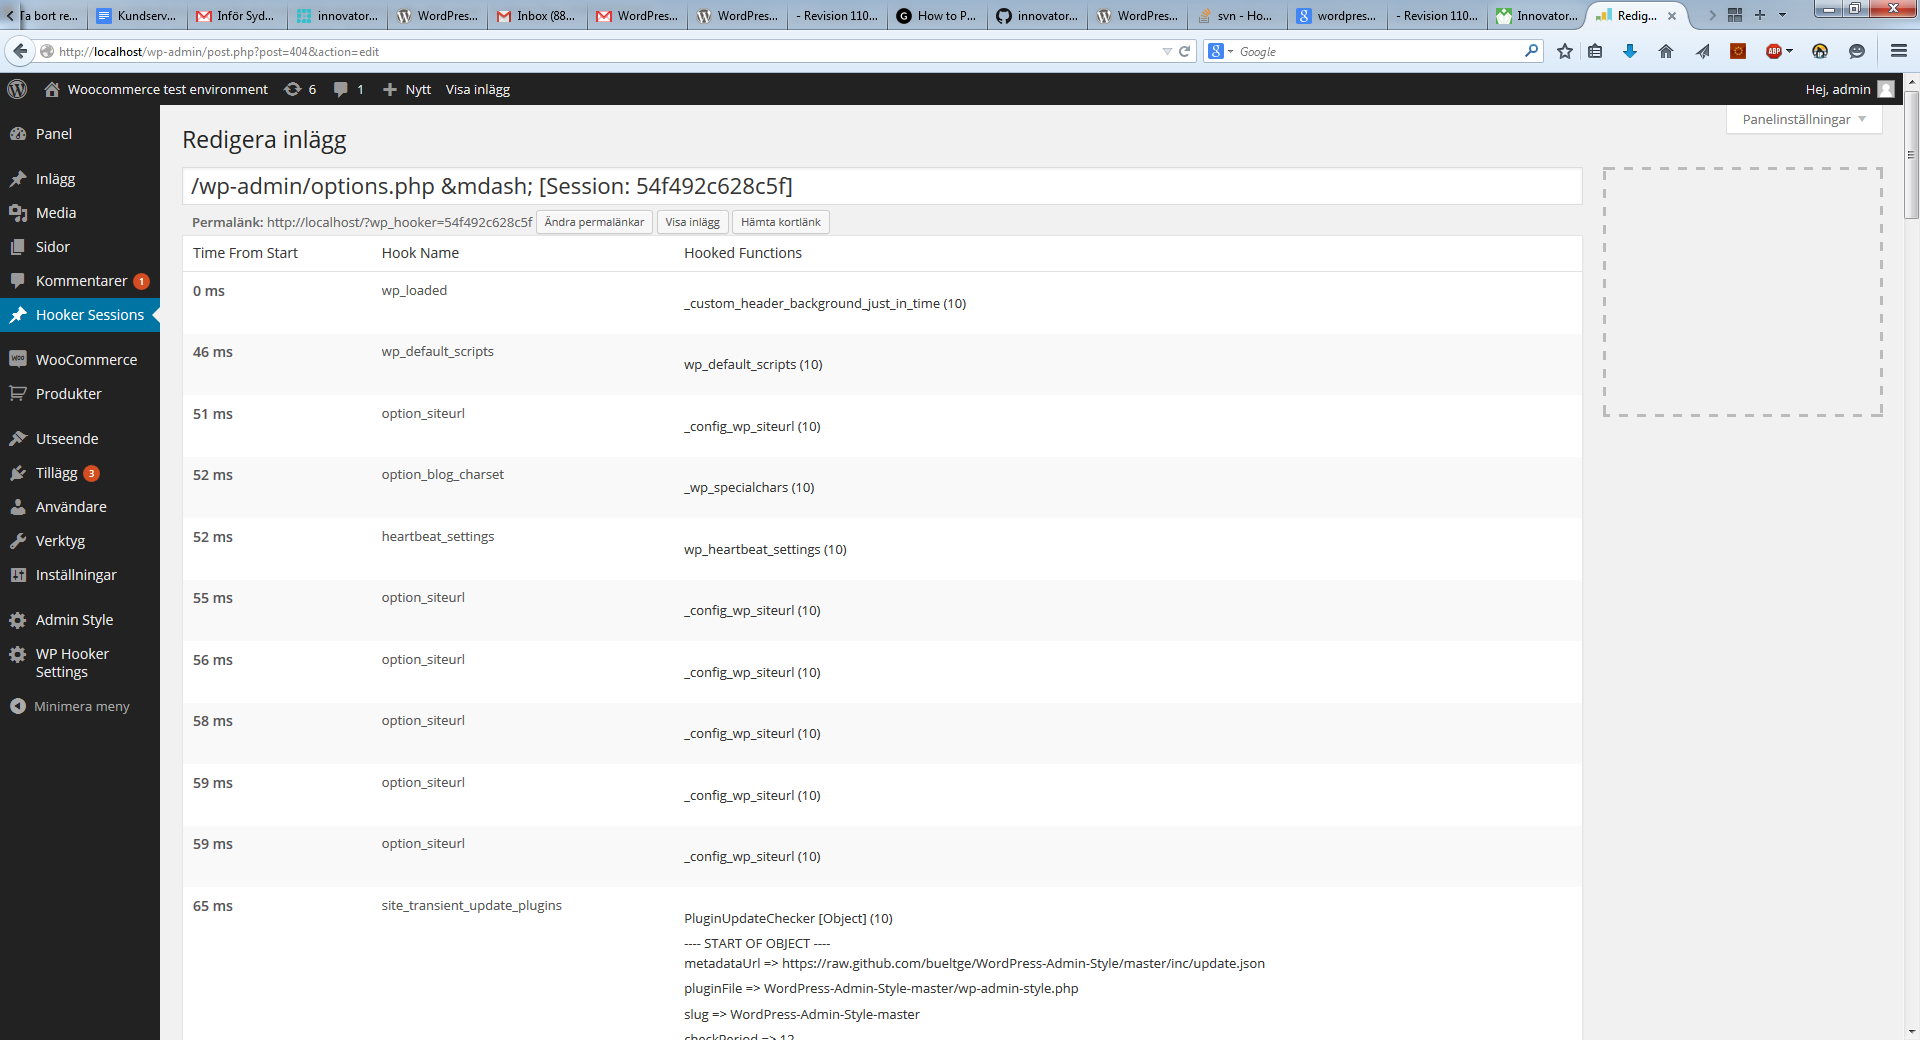 Ta bort re...
Kundserv...
Inför Syd...
innovator...
WordPres...
Inbox (88...
WordPres...
WordPres...
- Revision 110...
How to P...
innovator...
WordPres...
svn - Ho...
wordpres...
- Revision 110...
Innovator...
Redig...
http://localhost/wp-admin/post.php?post=404&action=edit
Google
ABP
Woocommerce test environment
6
1
Nytt
Visa inlägg
Hej, admin
Panel
Inlägg
Media
Sidor
Kommentarer 1
Hooker Sessions
WooCommerce
Produkter
Utseende
Tillägg 3
Användare
Verktyg
Inställningar
Admin Style
WP Hooker
Settings
Minimera meny
Panelinställningar
Redigera inlägg
/wp-admin/options.php &mdash; [Session: 54f492c628c5f]
Permalänk: http://localhost/?wp_hooker=54f492c628c5f Ändra permalänkar Visa inlägg Hämta kortlänk
Time From Start Hook Name Hooked Functions
0 ms wp_loaded
_custom_header_background_just_in_time (10)
46 ms wp_default_scripts
wp_default_scripts (10)
51 ms option_siteurl
_config_wp_siteurl (10)
52 ms option_blog_charset
_wp_specialchars (10)
52 ms heartbeat_settings
wp_heartbeat_settings (10)
55 ms option_siteurl
_config_wp_siteurl (10)
56 ms option_siteurl
_config_wp_siteurl (10)
58 ms option_siteurl
_config_wp_siteurl (10)
59 ms option_siteurl
_config_wp_siteurl (10)
59 ms option_siteurl
_config_wp_siteurl (10)
65 ms site_transient_update_plugins
PluginUpdateChecker [Object] (10)
---- START OF OBJECT ----
metadataUrl => https://raw.github.com/bueltge/WordPress-Admin-Style/master/inc/update.json
pluginFile => WordPress-Admin-Style-master/wp-admin-style.php
slug => WordPress-Admin-Style-master
checkPeriod => 12